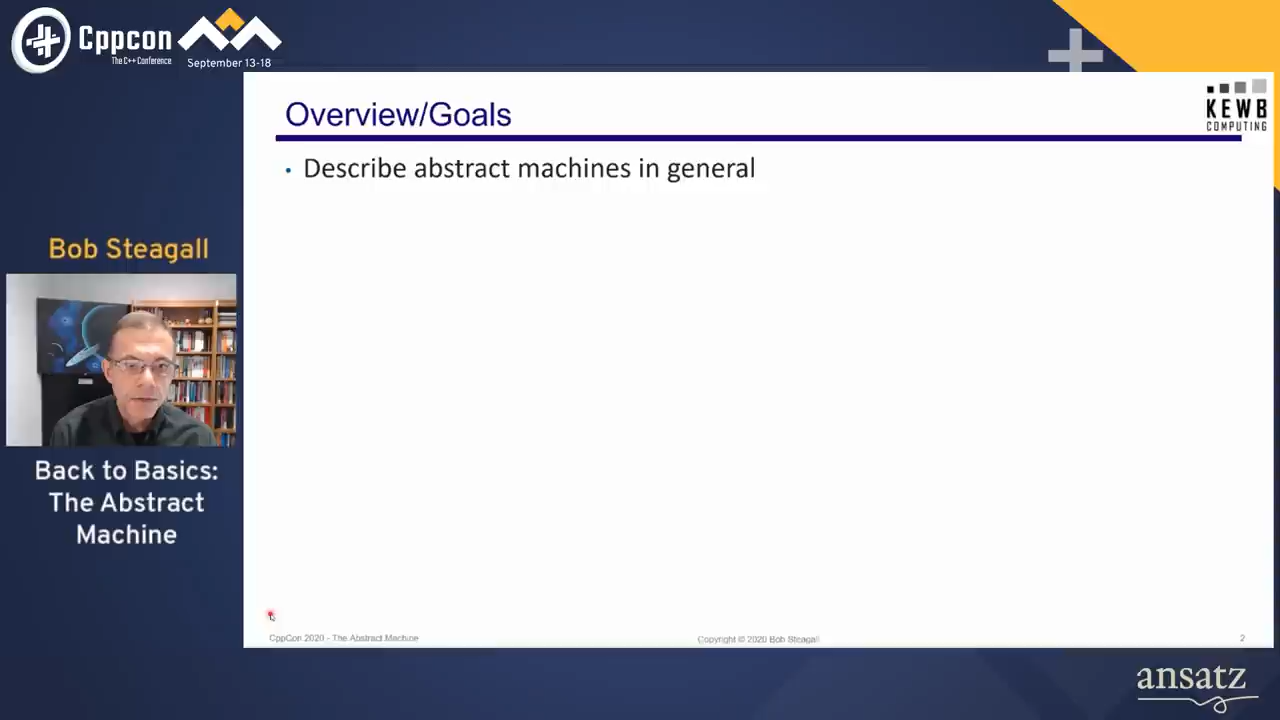 Cppcon
The C++ Conference
September 13-18
Overview/Goals
KEWB
COMPUTING
• Describe abstract machines in general
Bob Steagall
Back to Basics:
The Abstract
Machine
CppCon 2020 - The Abstract Machine
Copyright © 2020 Bob Steagall
2
ansatz